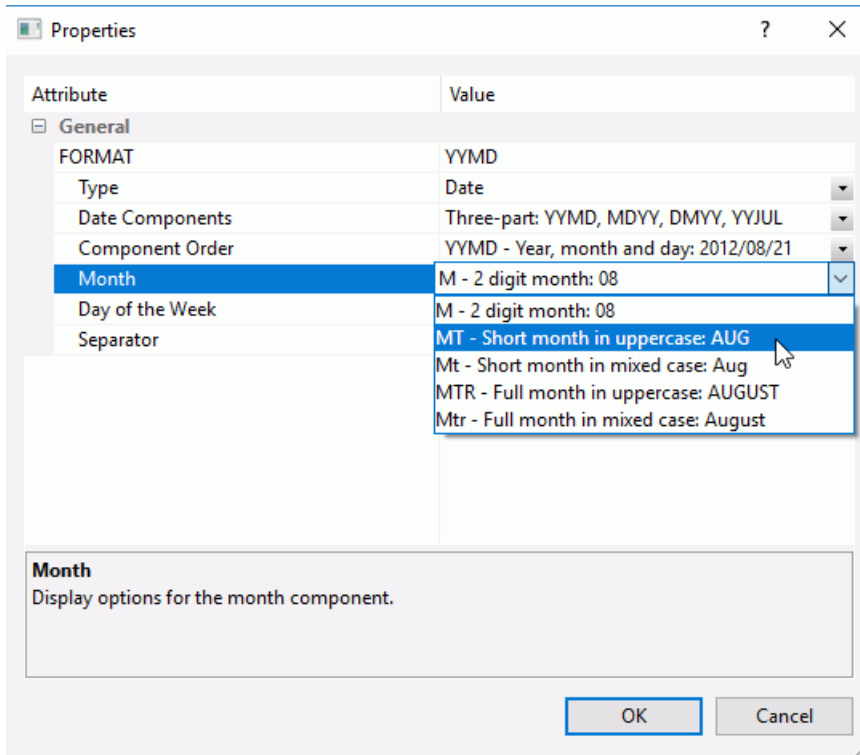 Properties ?
Attribute Value
General
FORMAT YYMD
Type Date
Date Components Three-part: YYMD, MDYY, DMYY, YYJUL
Component Order YYMD - Year, month and day: 2012/08/21
Month M - 2 digit month: 08
Day of the Week M - 2 digit month: 08
Separator MT - Short month in uppercase: AUG
Mt - Short month in mixed case: Aug
MTR - Full month in uppercase: AUGUST
Mtr - Full month in mixed case: August
Month
Display options for the month component.
OK Cancel